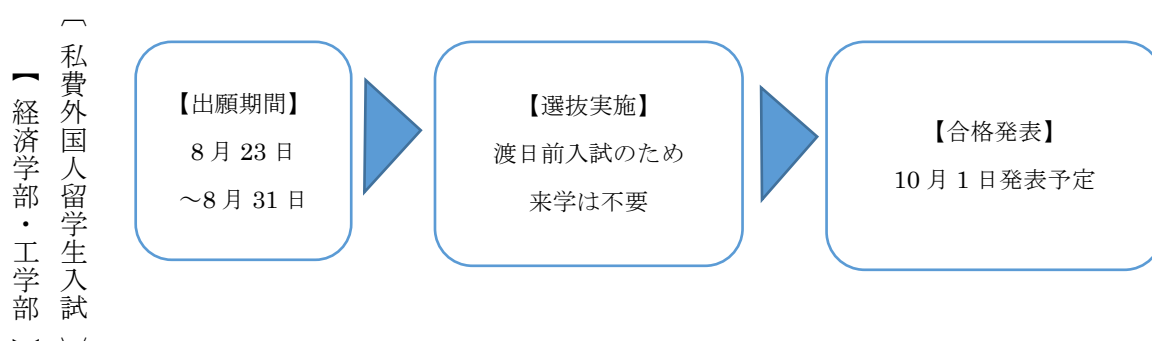 〔私費外国人留学生入試〕
【経済学部・工学部】
【出願期間】
8月23日
～8月31日
【選抜実施】
渡日前入試のため
来学は不要
【合格発表】
10月1日発表予定